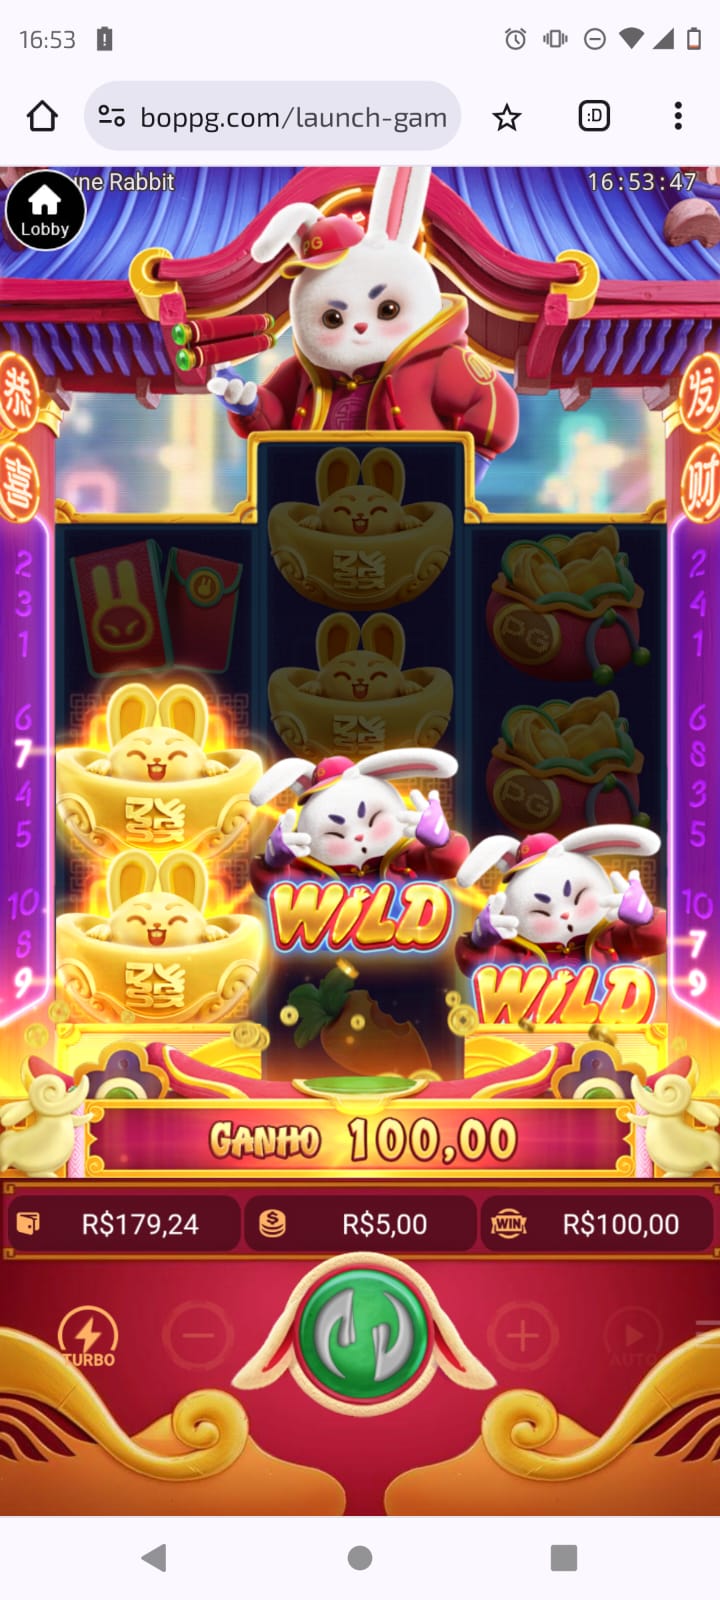 16:53
:D
boppg.com/launch-gam
une Rabbit
16:53:47
Lobby
PG
恭
喜
发
财
2
3
1
6
7
4
5
10
8
9
2
4
1
6
8
3
5
10
7
9
PG
PG
WILD
WILD
GANHO 100,00
R$179,24
R$5,00
WIN
R$100,00
TURBO
AUTO